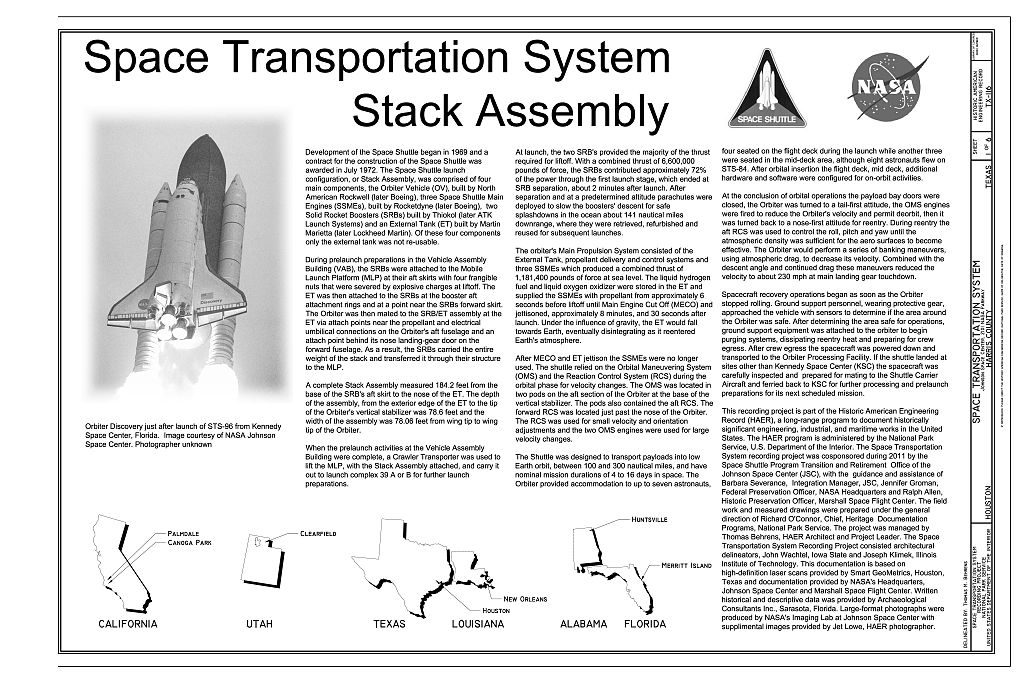 Space Transportation System
Stack Assembly
SPACE SHUTTLE
NASA
Discovery
Orbiter Discovery just after launch of STS-96 from Kennedy
Space Center, Florida. Image courtesy of NASA Johnson
Space Center. Photographer unknown
Development of the Space Shuttle began in 1969 and a
contract for the construction of the Space Shuttle was
awarded in July 1972. The Space Shuttle launch
configuration, or Stack Assembly, was comprised of four
main components, the Orbiter Vehicle (OV), built by North
American Rockwell (later Boeing), three Space Shuttle Main
Engines (SSMEs), built by Rocketdyne (later Boeing), two
Solid Rocket Boosters (SRBs) built by Thiokol (later ATK
Launch Systems) and an External Tank (ET) built by Martin
Marietta (later Lockheed Martin). Of these four components
only the external tank was not re-usable.
During prelaunch preparations in the Vehicle Assembly
Building (VAB), the SRBs were attached to the Mobile
Launch Platform (MLP) at their aft skirts with four frangible
nuts that were severed by explosive charges at liftoff. The
ET was then attached to the SRBs at the booster aft
attachment rings and at a point near the SRBs forward skirt.
The Orbiter was then mated to the SRB/ET assembly at the
ET via attach points near the propellant and electrical
umbilical connections on the Orbiter's aft fuselage and an
attach point behind its nose landing-gear door on the
forward fuselage. As a result, the SRBs carried the entire
weight of the stack and transferred it through their structure
to the MLP.
A complete Stack Assembly measured 184.2 feet from the
base of the SRB's aft skirt to the nose of the ET. The depth
of the assembly, from the exterior edge of the ET to the tip
of the Orbiter's vertical stabilizer was 78.6 feet and the
width of the assembly was 78.06 feet from wing tip to wing
tip of the Orbiter.
When the prelaunch activities at the Vehicle Assembly
Building were complete, a Crawler Transporter was used to
lift the MLP, with the Stack Assembly attached, and carry it
out to launch complex 39 A or B for further launch
preparations.
At launch, the two SRB's provided the majority of the thrust
required for liftoff. With a combined thrust of 6,600,000
pounds of force, the SRBs contributed approximately 72%
of the power through the first launch stage, which ended at
SRB separation, about 2 minutes after launch. After
separation and at a predetermined altitude parachutes were
deployed to slow the boosters' descent for safe
splashdowns in the ocean about 141 nautical miles
downrange, where they were retrieved, refurbished and
reused for subsequent launches.
The orbiter's Main Propulsion System consisted of the
External Tank, propellant delivery and control systems and
three SSMEs which produced a combined thrust of
1,181,400 pounds of force at sea level. The liquid hydrogen
fuel and liquid oxygen oxidizer were stored in the ET and
supplied the SSMEs with propellant from approximately 6
seconds before liftoff until Main Engine Cut Off (MECO) and
jettisoned, approximately 8 minutes, and 30 seconds after
launch. Under the influence of gravity, the ET would fall
towards Earth, eventually disintegrating as it reentered
Earth's atmosphere.
After MECO and ET jettison the SSMEs were no longer
used. The shuttle relied on the Orbital Maneuvering System
(OMS) and the Reaction Control System (RCS) during the
orbital phase for velocity changes. The OMS was located in
two pods on the aft section of the Orbiter at the base of the
vertical stabilizer. The pods also contained the aft RCS. The
forward RCS was located just past the nose of the Orbiter.
The RCS was used for small velocity and orientation
adjustments and the two OMS engines were used for large
velocity changes.
The Shuttle was designed to transport payloads into low
Earth orbit, between 100 and 300 nautical miles, and have
nominal mission durations of 4 to 16 days in space. The
Orbiter provided accommodation to up to seven astronauts,
four seated on the flight deck during the launch while another three
were seated in the mid-deck area, although eight astronauts flew on
STS-84. After orbital insertion the flight deck, mid deck, additional
hardware and software were configured for on-orbit activities.
At the conclusion of orbital operations the payload bay doors were
closed, the Orbiter was turned to a tail-first attitude, the OMS engines
were fired to reduce the Orbiter's velocity and permit deorbit, then it
was turned back to a nose-first attitude for reentry. During reentry the
aft RCS was used to control the roll, pitch and yaw until the
atmospheric density was sufficient for the aero surfaces to become
effective. The Orbiter would perform a series of banking maneuvers,
using atmospheric drag, to decrease its velocity. Combined with the
descent angle and continued drag these maneuvers reduced the
velocity to about 230 mph at main landing gear touchdown.
Spacecraft recovery operations began as soon as the Orbiter
stopped rolling. Ground support personnel, wearing protective gear,
approached the vehicle with sensors to determine if the area around
the Orbiter was safe. After determining the area safe for operations,
ground support equipment was attached to the orbiter to begin
purging systems, dissipating reentry heat and preparing for crew
egress. After crew egress the spacecraft was powered down and
transported to the Orbiter Processing Facility. If the shuttle landed at
sites other than Kennedy Space Center (KSC) the spacecraft was
carefully inspected and prepared for mating to the Shuttle Carrier
Aircraft and ferried back to KSC for further processing and prelaunch
preparations for its next scheduled mission.
This recording project is part of the Historic American Engineering
Record (HAER), a long-range program to document historically
significant engineering, industrial, and maritime works in the United
States. The HAER program is administered by the National Park
Service, U.S. Department of the Interior. The Space Transportation
System recording project was cosponsored during 2011 by the
Space Shuttle Program Transition and Retirement Office of the
Johnson Space Center (JSC), with the guidance and assistance of
Barbara Severance, Integration Manager, JSC, Jennifer Groman,
Federal Preservation Officer, NASA Headquarters and Ralph Allen,
Historic Preservation Officer, Marshall Space Flight Center. The field
work and measured drawings were prepared under the general
direction of Richard O'Connor, Chief, Heritage Documentation
Programs, National Park Service. The project was managed by
Thomas Behrens, HAER Architect and Project Leader. The Space
Transportation System Recording Project consisted architectural
delineators, John Wachtel, Iowa State and Joseph Klimek, Illinois
Institute of Technology. This documentation is based on
high-definition laser scans provided by Smart GeoMetrics, Houston,
Texas and documentation provided by NASA's Headquarters,
Johnson Space Center and Marshall Space Flight Center. Written
historical and descriptive data was provided by Archaeological
Consultants Inc., Sarasota, Florida. Large-format photographs were
produced by NASA's Imaging Lab at Johnson Space Center with
supplimental images provided by Jet Lowe, HAER photographer.
PALMDALE
CANOGA PARK
CALIFORNIA
CLEARFIELD
UTAH
NEW ORLEANS
HOUSTON
TEXAS
LOUISIANA
HUNTSVILLE
MERRITT ISLAND
ALABAMA
FLORIDA
HISTORIC AMERICAN
ENGINEERING RECORD
TX-116
SHEET
1 OF 6
TEXAS
SPACE TRANSPORTATION SYSTEM
JOHNSON SPACE CENTER, 2101 NASA PARKWAY
HARRIS COUNTY
HOUSTON
DELINEATED BY: THOMAS M. BEHRENS
SPACE TRANSPORTATION SYSTEM
RECORDING PROJECT
NATIONAL PARK SERVICE
UNITED STATES DEPARTMENT OF THE INTERIOR